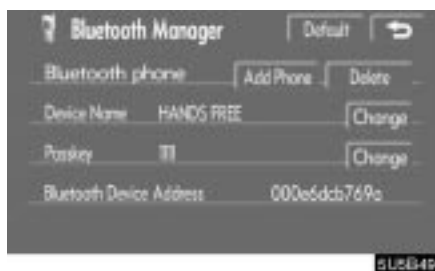 Bluetooth Manager Default
Bluetooth phone Add Phone Delete
Device Name HANDS FREE Change
Passkey 1111 Change
Bluetooth Device Address 000e6dcb769a
5U5B49